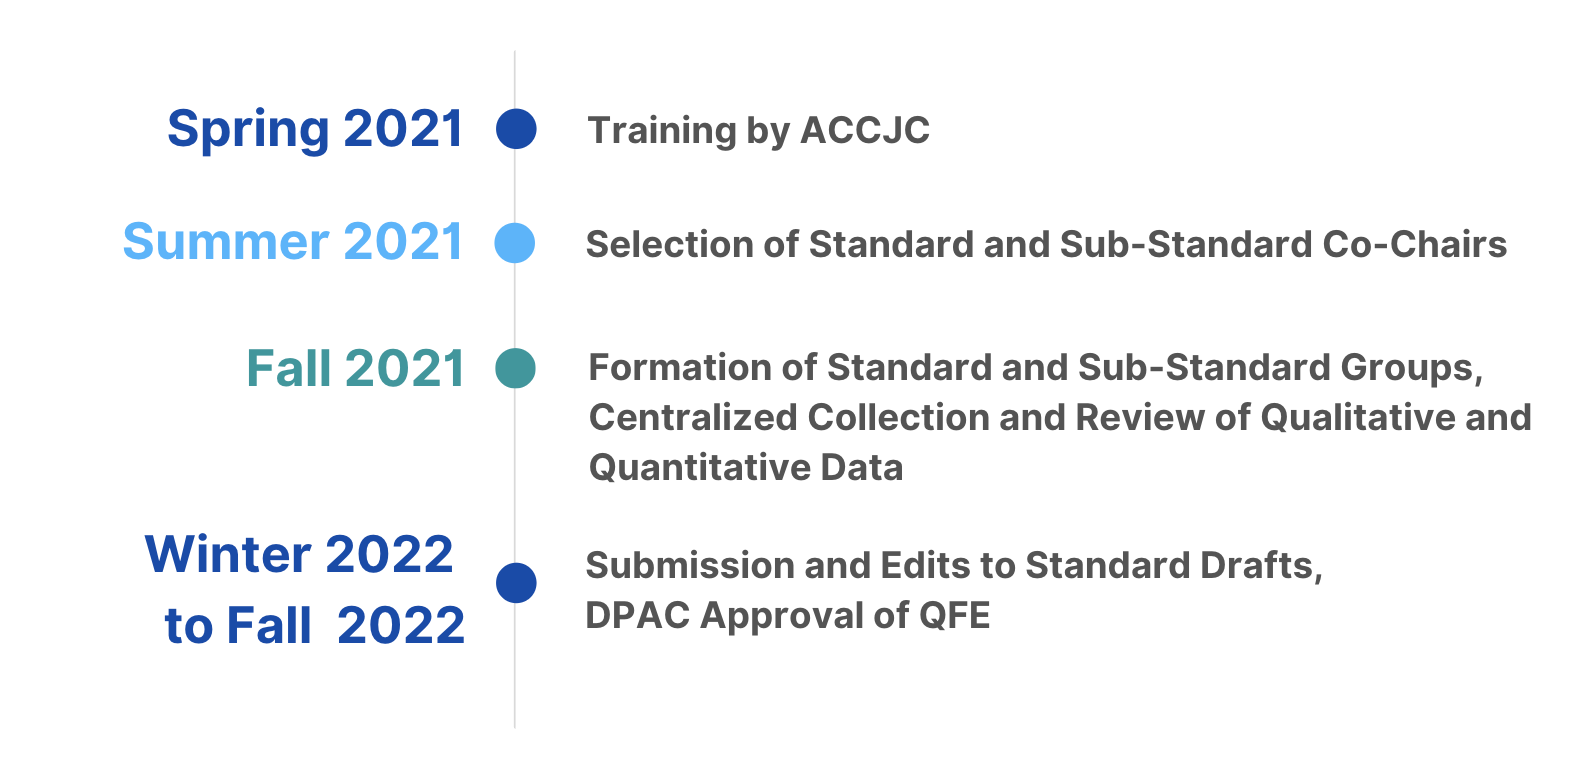 Spring 2021
Training by ACCJC
Summer 2021
Selection of Standard and Sub-Standard Co-Chairs
Fall 2021
Formation of Standard and Sub-Standard Groups,
Centralized Collection and Review of Qualitative and
Quantitative Data
Winter 2022
to Fall 2022
Submission and Edits to Standard Drafts,
DPAC Approval of QFE